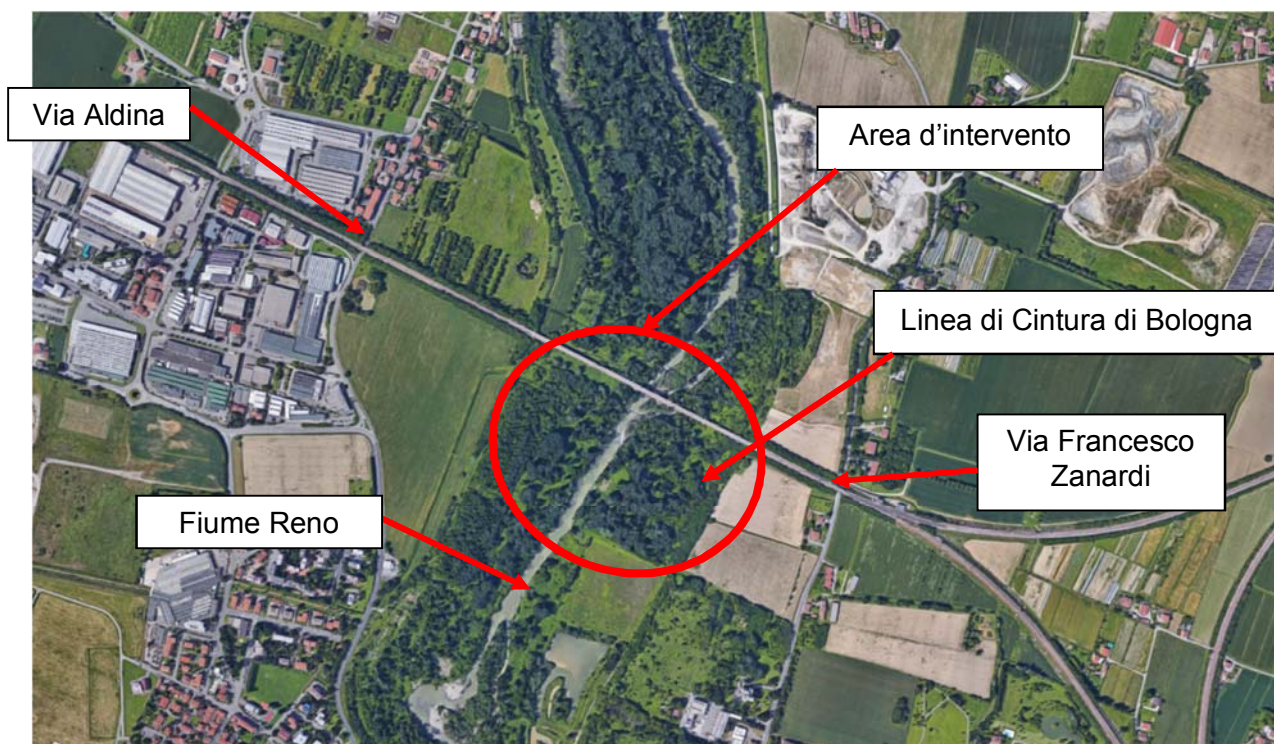 Via Aldina
Area d’intervento
Linea di Cintura di Bologna
Via Francesco
Zanardi
Fiume Reno